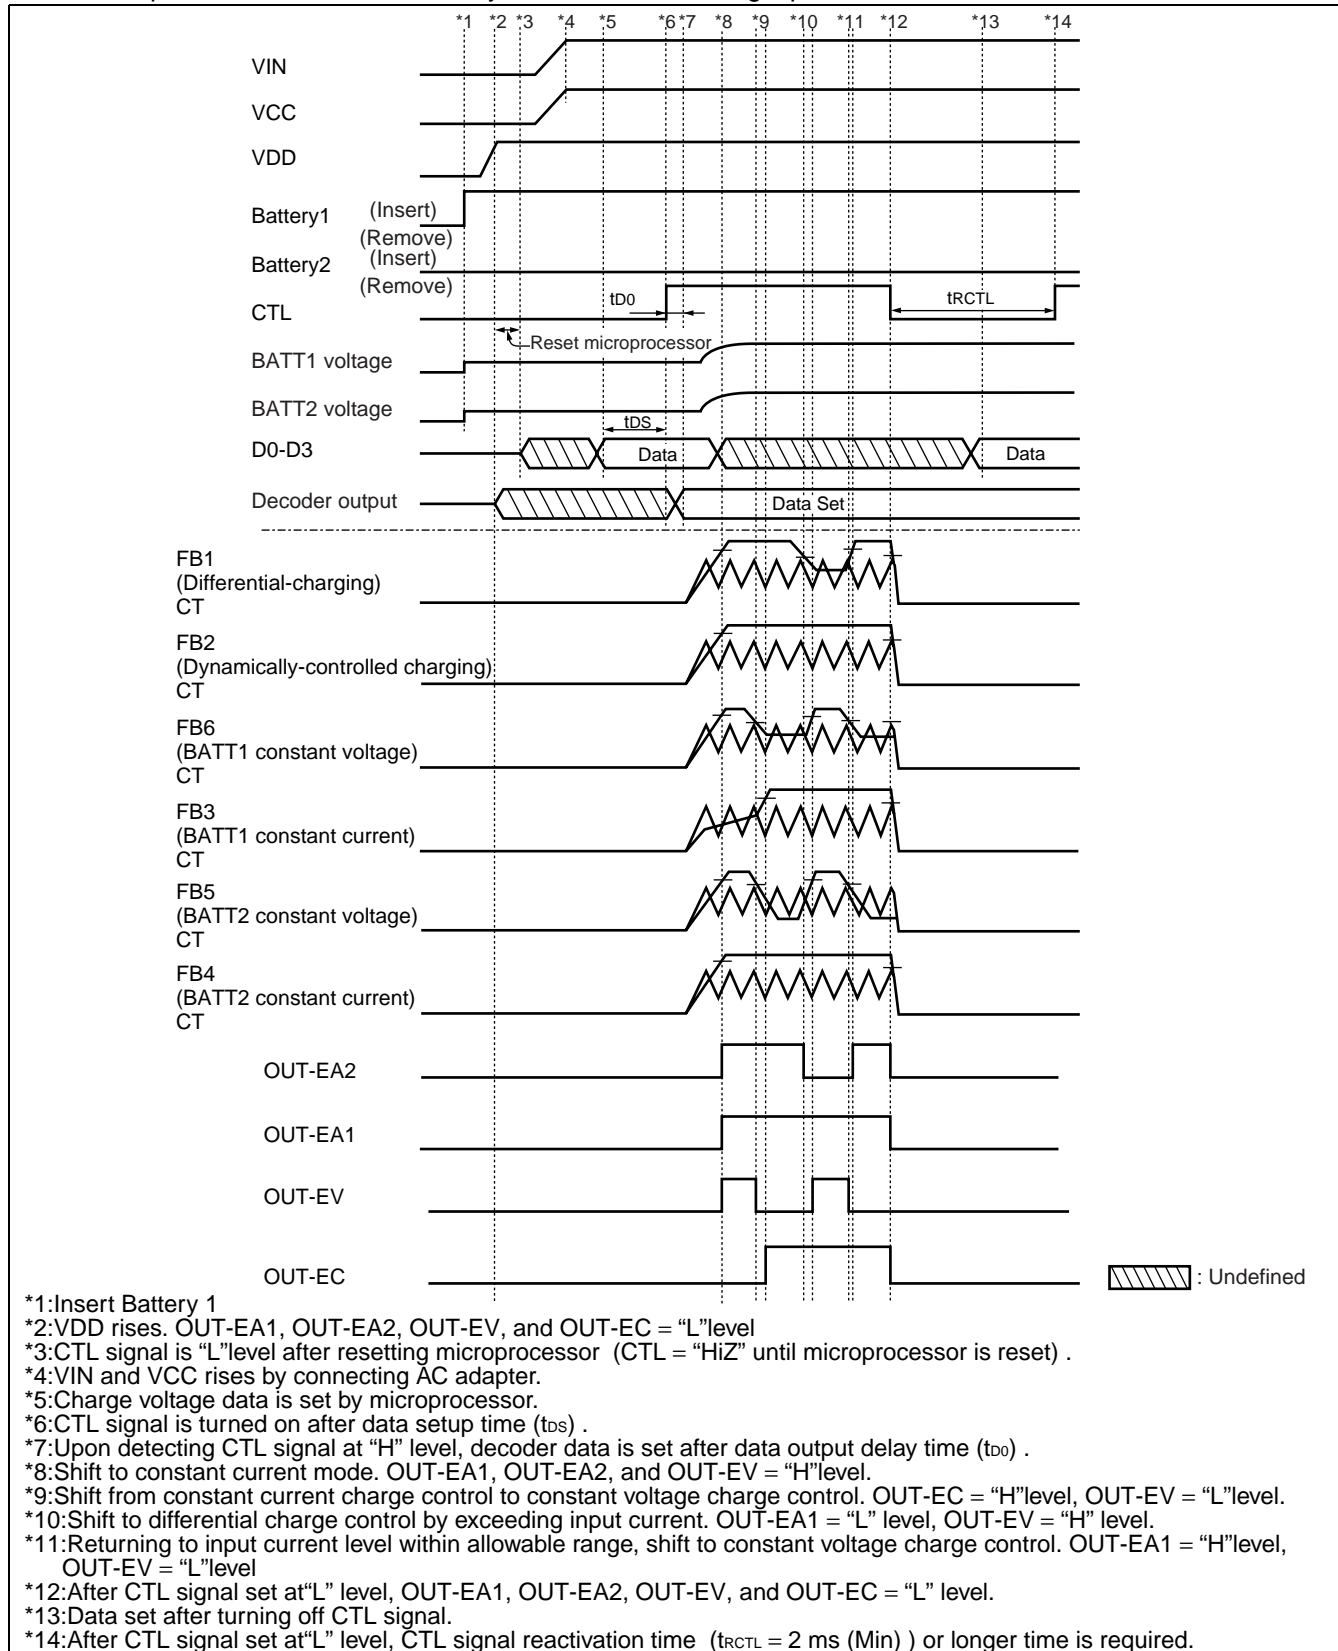 *1 *2 *3 *4 *5 *6 *7 *8 *9 *10 *11 *12 *13 *14
VIN
VCC
VDD
Battery1 (Insert)
(Remove)
Battery2 (Insert)
(Remove)
CTL
tD0
tRCTL
Reset microprocessor
BATT1 voltage
BATT2 voltage
tDS
D0-D3
Data
Data
Decoder output
Data Set
FB1
(Differential-charging)
CT
FB2
(Dynamically-controlled charging)
CT
FB6
(BATT1 constant voltage)
CT
FB3
(BATT1 constant current)
CT
FB5
(BATT2 constant voltage)
CT
FB4
(BATT2 constant current)
CT
OUT-EA2
OUT-EA1
OUT-EV
OUT-EC
: Undefined
*1:Insert Battery 1
*2:VDD rises. OUT-EA1, OUT-EA2, OUT-EV, and OUT-EC = “L”level
*3:CTL signal is “L”level after resetting microprocessor (CTL = “HiZ” until microprocessor is reset) .
*4:VIN and VCC rises by connecting AC adapter.
*5:Charge voltage data is set by microprocessor.
*6:CTL signal is turned on after data setup time (tDS) .
*7:Upon detecting CTL signal at “H” level, decoder data is set after data output delay time (tD0) .
*8:Shift to constant current mode. OUT-EA1, OUT-EA2, and OUT-EV = “H”level.
*9:Shift from constant current charge control to constant voltage charge control. OUT-EC = “H”level, OUT-EV = “L”level.
*10:Shift to differential charge control by exceeding input current. OUT-EA1 = “L” level, OUT-EV = “H” level.
*11:Returning to input current level within allowable range, shift to constant voltage charge control. OUT-EA1 = “H”level,
OUT-EV = “L”level
*12:After CTL signal set at“L” level, OUT-EA1, OUT-EA2, OUT-EV, and OUT-EC = “L” level.
*13:Data set after turning off CTL signal.
*14:After CTL signal set at“L” level, CTL signal reactivation time (tRCTL = 2 ms (Min) ) or longer time is required.